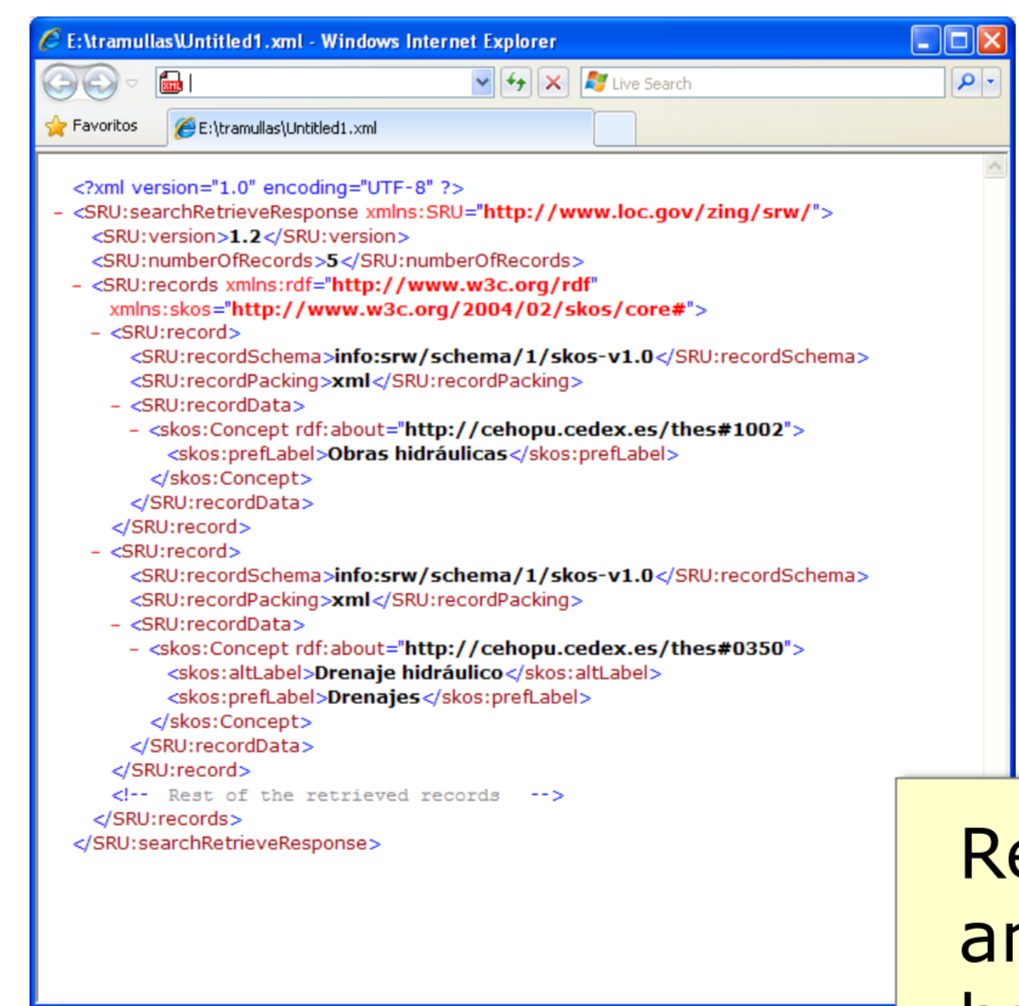 E:\tramullas\Untitled1.xml - Windows Internet Explorer
XML
Live Search
Favoritos
E:\tramullas\Untitled1.xml
<?xml version="1.0" encoding="UTF-8" ?>
- <SRU:searchRetrieveResponse xmlns:SRU="http://www.loc.gov/zing/srw/">
<SRU:version>1.2</SRU:version>
<SRU:numberOfRecords>5</SRU:numberOfRecords>
- <SRU:records xmlns:rdf="http://www.w3c.org/rdf"
xmlns:skos="http://www.w3c.org/2004/02/skos/core#">
- <SRU:record>
<SRU:recordSchema>info:srw/schema/1/skos-v1.0</SRU:recordSchema>
<SRU:recordPacking>xml</SRU:recordPacking>
- <SRU:recordData>
- <skos:Concept rdf:about="http://cehopu.cedex.es/thes#1002">
<skos:prefLabel>Obras hidráulicas</skos:prefLabel>
</skos:Concept>
</SRU:recordData>
</SRU:record>
- <SRU:record>
<SRU:recordSchema>info:srw/schema/1/skos-v1.0</SRU:recordSchema>
<SRU:recordPacking>xml</SRU:recordPacking>
- <SRU:recordData>
- <skos:Concept rdf:about="http://cehopu.cedex.es/thes#0350">
<skos:altLabel>Drenaje hidráulico</skos:altLabel>
<skos:prefLabel>Drenajes</skos:prefLabel>
</skos:Concept>
</SRU:recordData>
</SRU:record>
<!-- Rest of the retrieved records -->
</SRU:records>
</SRU:searchRetrieveResponse>